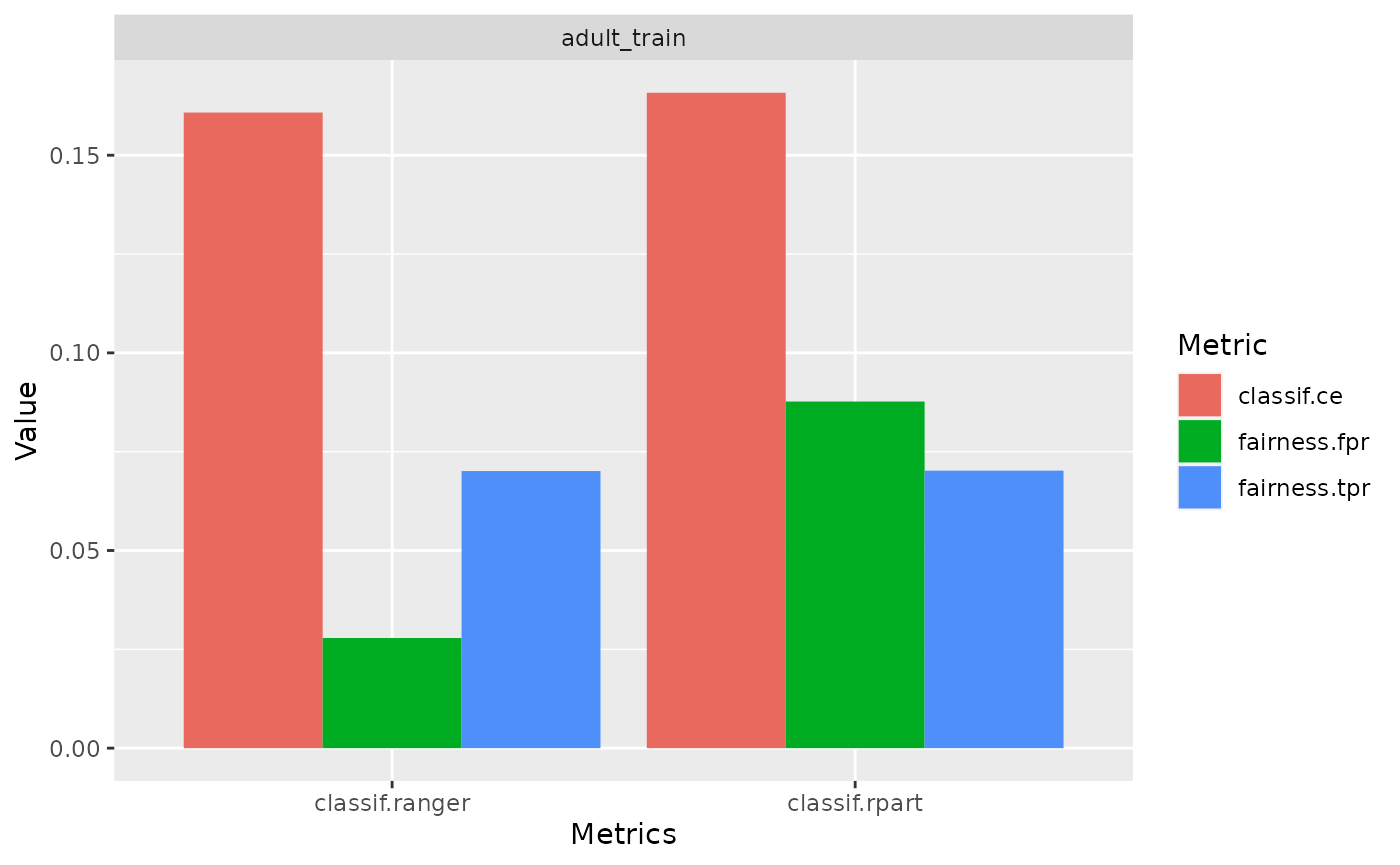 adult_train
0.15
0.10
0.05
0.00
Value
classif.ranger
classif.rpart
Metrics
Metric
classif.ce
fairness.fpr
fairness.tpr